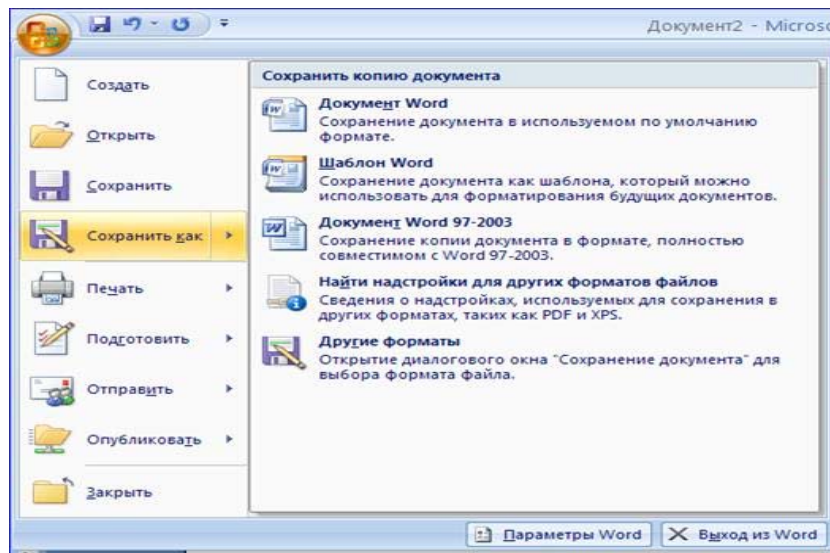 Документ2 - Microso
Создать
Открыть
Сохранить
Сохранить как
Печать
Подготовить
Отправить
Опубликовать
Закрыть
Сохранить копию документа
Документ Word
Сохранение документа в используемом по умолчанию
формате.
Шаблон Word
Сохранение документа как шаблона, который можно
использовать для форматирования будущих документов.
Документ Word 97-2003
Сохранение копии документа в формате, полностью
совместимом с Word 97-2003.
Найти надстройки для других форматов файлов
Сведения о надстройках, используемых для сохранения в
других форматах, таких как PDF и XPS.
Другие форматы
Открытие диалогового окна "Сохранение документа" для
выбора формата файла.
Параметры Word
Выход из Word